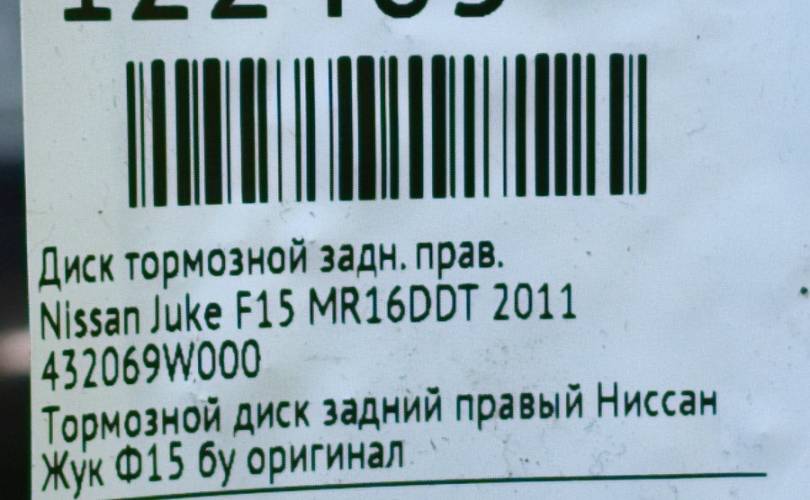 Диск тормозной задн. прав.
Nissan Juke F15 MR16DDT 2011
432069W000
Тормозной диск задний правый Ниссан
Жук Ф15 бу оригинал